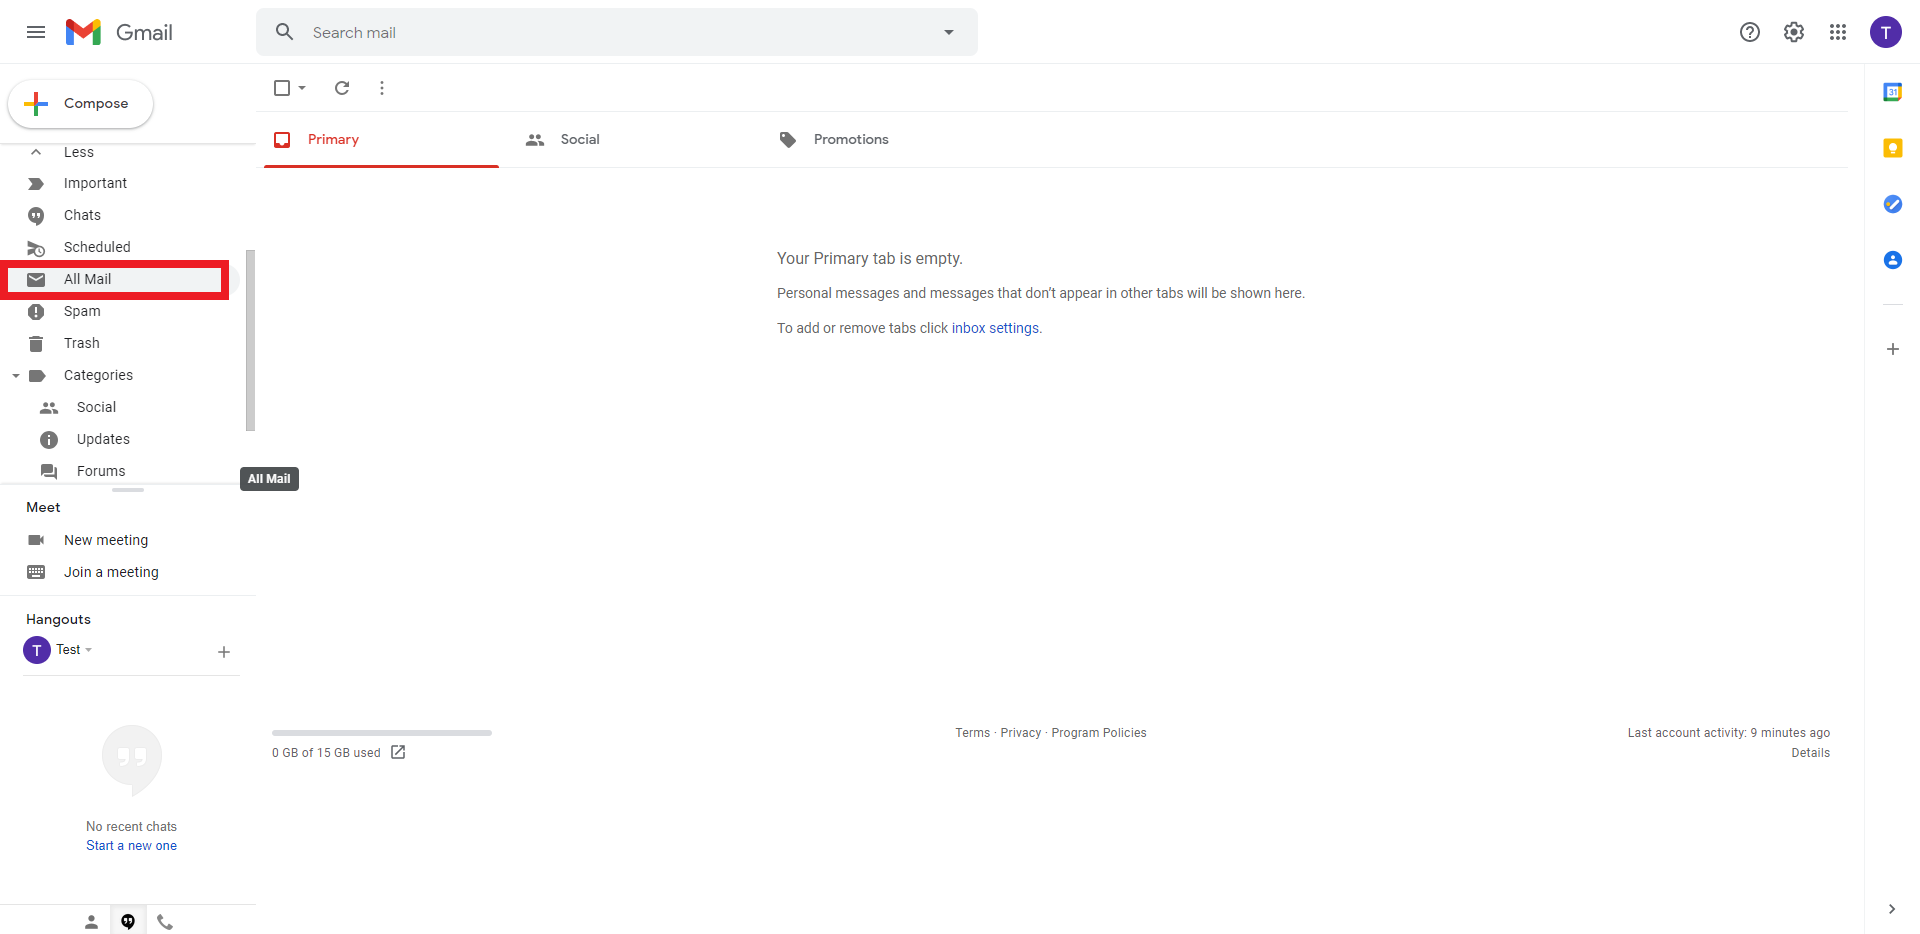 Gmail
Search mail
T
Compose
Less
Important
Chats
Scheduled
All Mail
Spam
Trash
Categories
Social
Updates
Forums
All Mail
Meet
New meeting
Join a meeting
Hangouts
T Test
No recent chats
Start a new one
Primary
Social
Promotions
Your Primary tab is empty.
Personal messages and messages that don’t appear in other tabs will be shown here.
To add or remove tabs click inbox settings.
0 GB of 15 GB used
Terms · Privacy · Program Policies
Last account activity: 9 minutes ago
Details
31